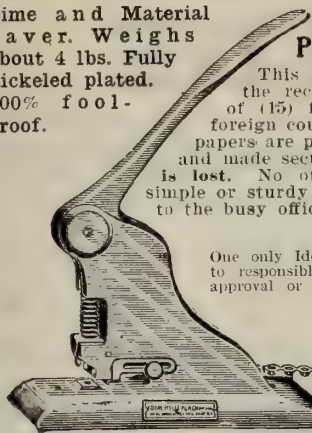 ime and Material
aver. Weighs
bout 4 lbs. Fully
ickeled plated.
00% fool-
roof.
P
This
the rec
of (15) f
foreign cou
papers are p
and made sec
is lost. No o
simple or sturdy
to the busy offic
One only Ide
to responsibl
approval or